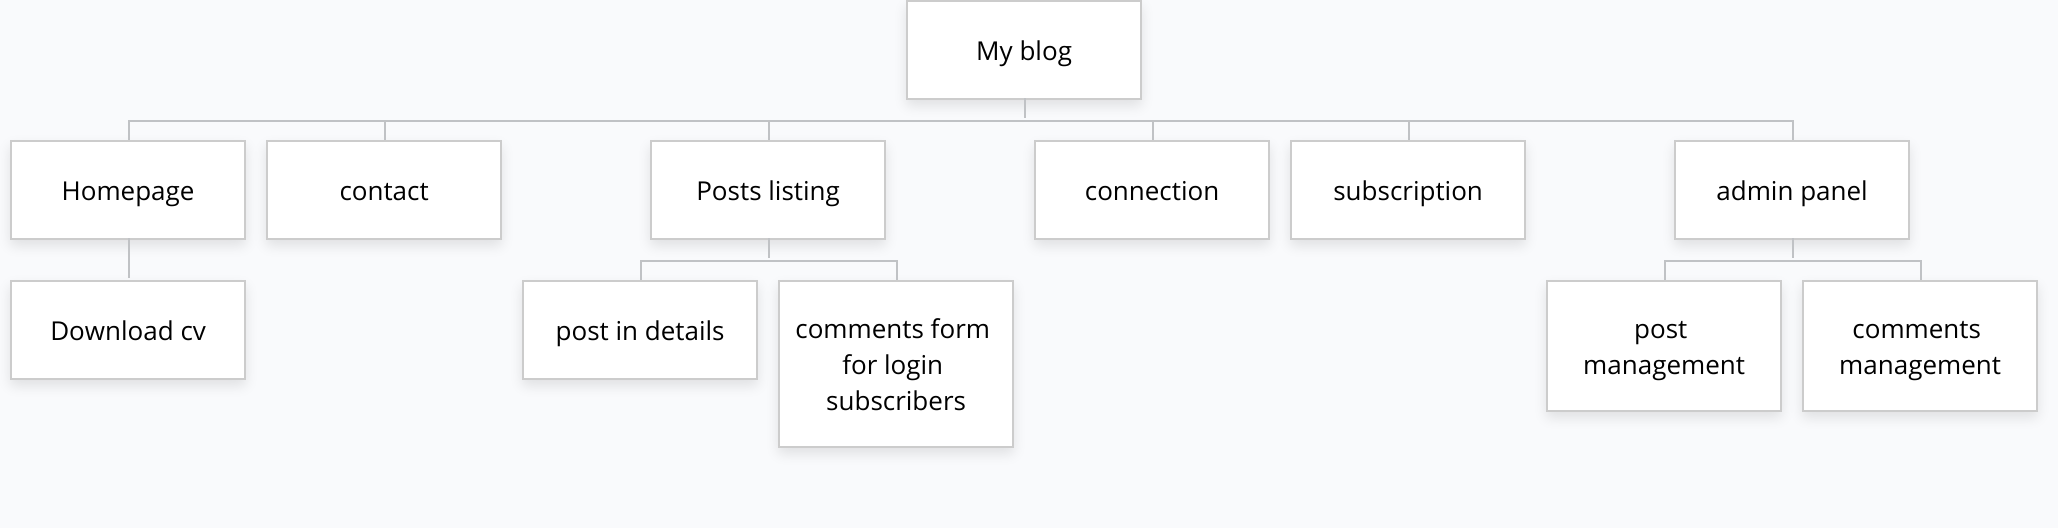 My blog
Homepage
contact
Posts listing
connection
subscription
admin panel
Download cv
post in details
comments form
for login
subscribers
post
management
comments
management